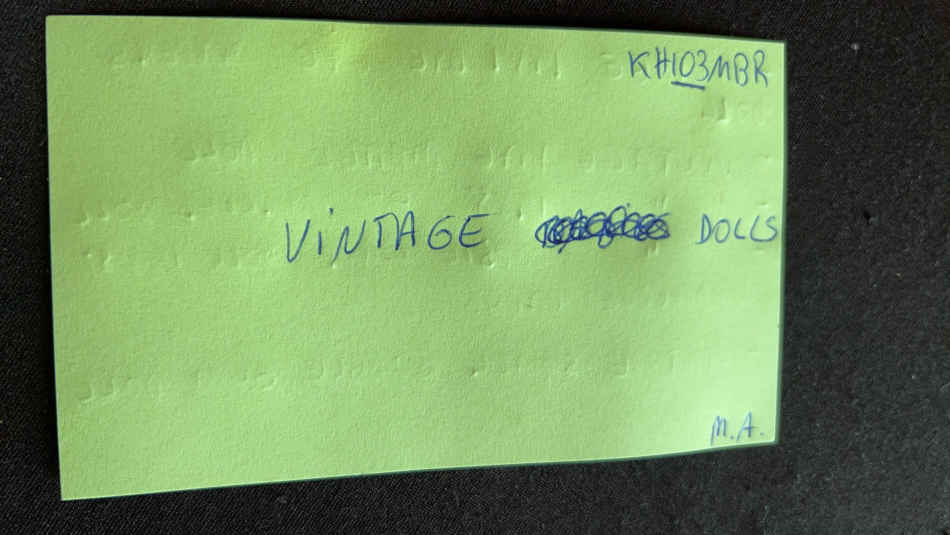 KH103MBR
VINTAGE DOLLS
M.A.